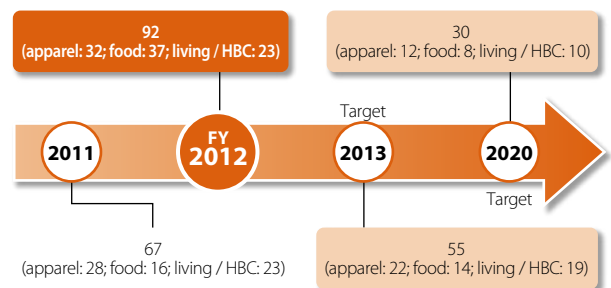 92
(apparel: 32; food: 37; living / HBC: 23)
30
(apparel: 12; food: 8; living / HBC: 10)
Target
2011
FY
2012
2013
2020
Target
67
(apparel: 28; food: 16; living / HBC: 23)
55
(apparel: 22; food: 14; living / HBC: 19)